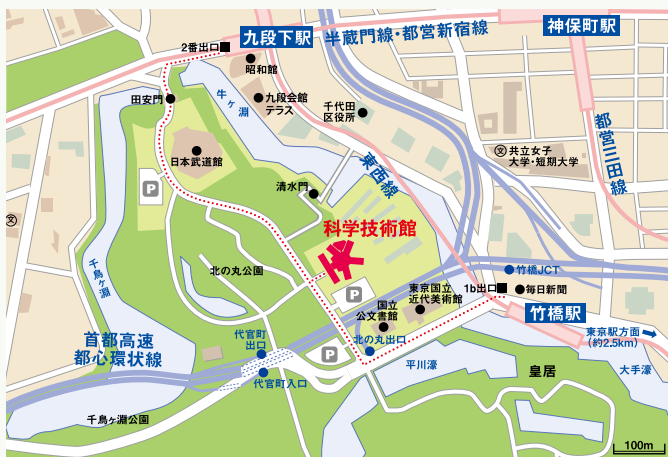 九段下駅
半蔵門線・都営新宿線
神保町駅
2番出口
昭和館
田安門
牛ヶ淵
九段会館
テラス
千代田
区役所
都営三田線
文
共立女子
大学・短期大学
日本武道館
東西線
P
清水門
文
科学技術館
千鳥ヶ淵
北の丸公園
竹橋JCT
P
1b出口
毎日新聞
東京国立
近代美術館
国立
公文書館
竹橋駅
首都高速
都心環状線
代官町
出口
北の丸出口
東京駅方面
(約2.5km)
P
平川濠
皇居
大手濠
代官町入口
千鳥ヶ淵公園
100m